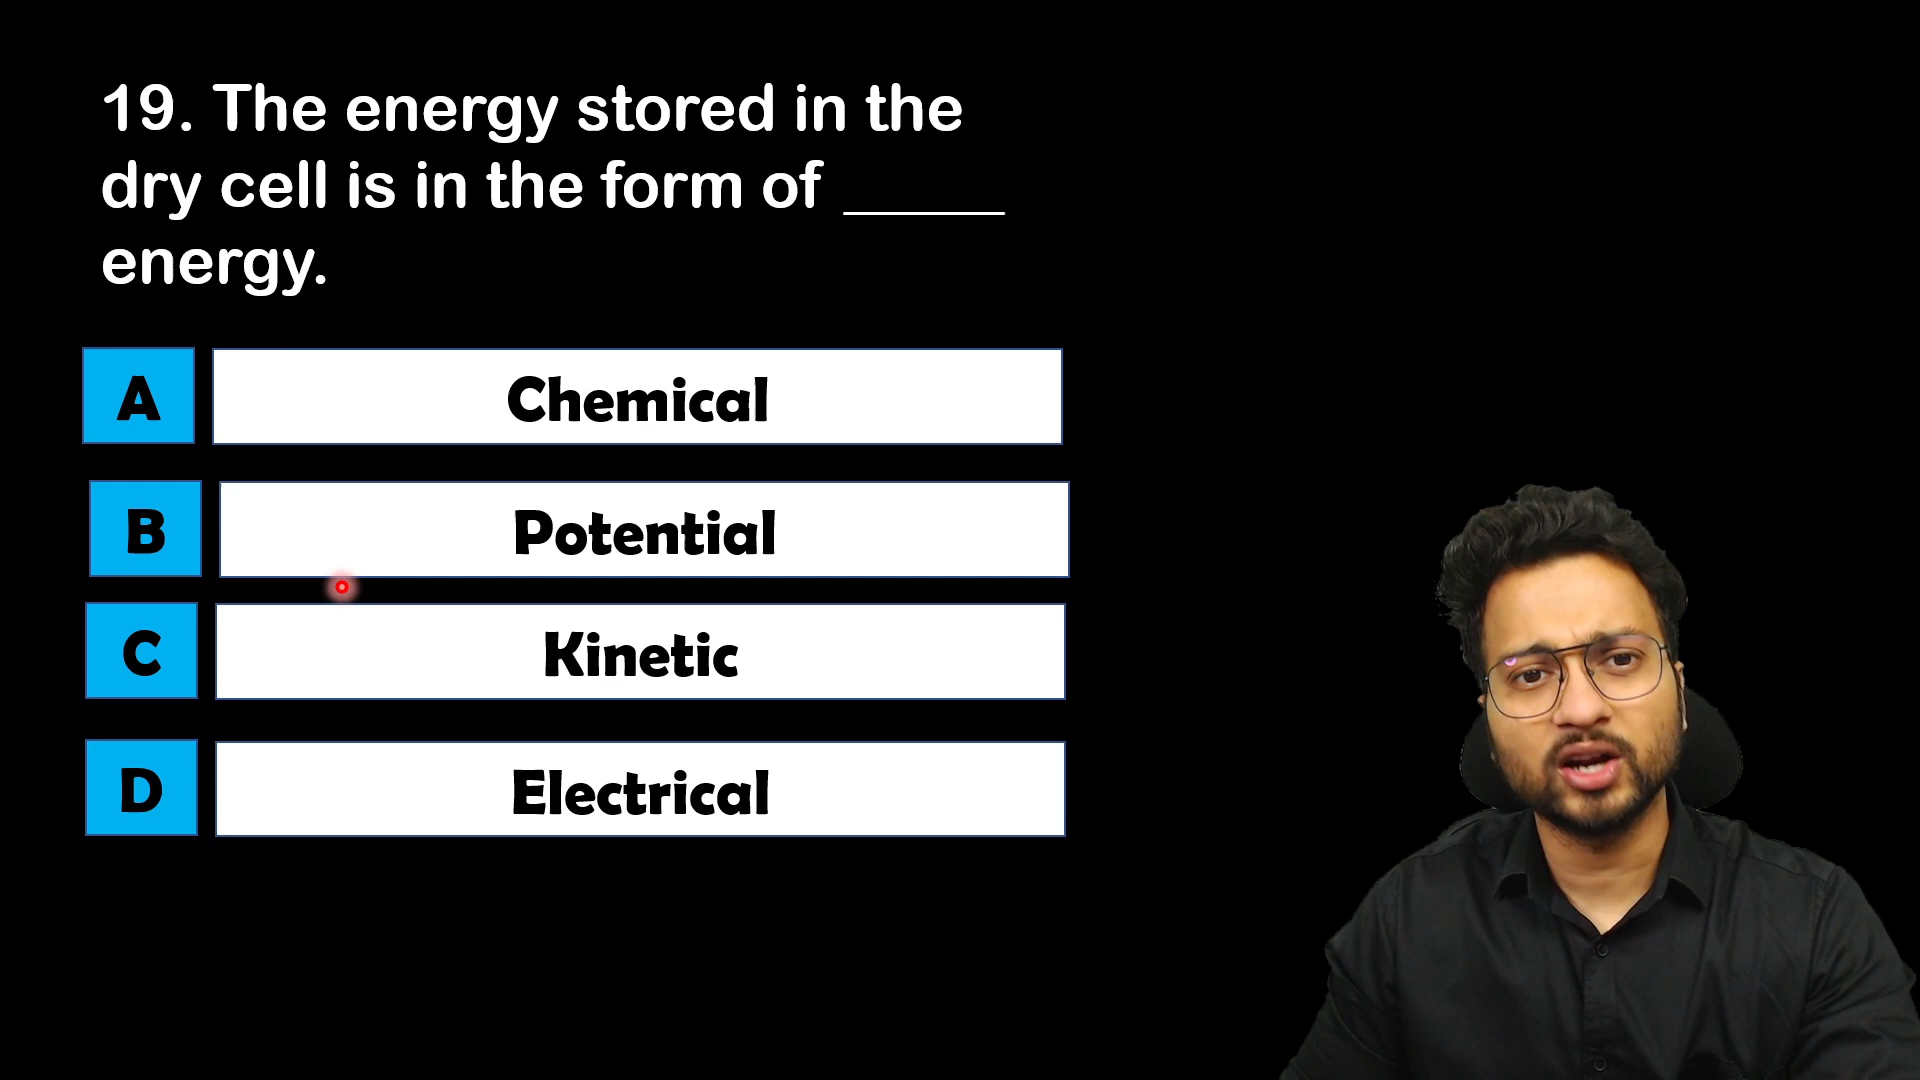 19. The energy stored in the
dry cell is in the form of _____
energy.
A Chemical
B Potential
C Kinetic
D Electrical